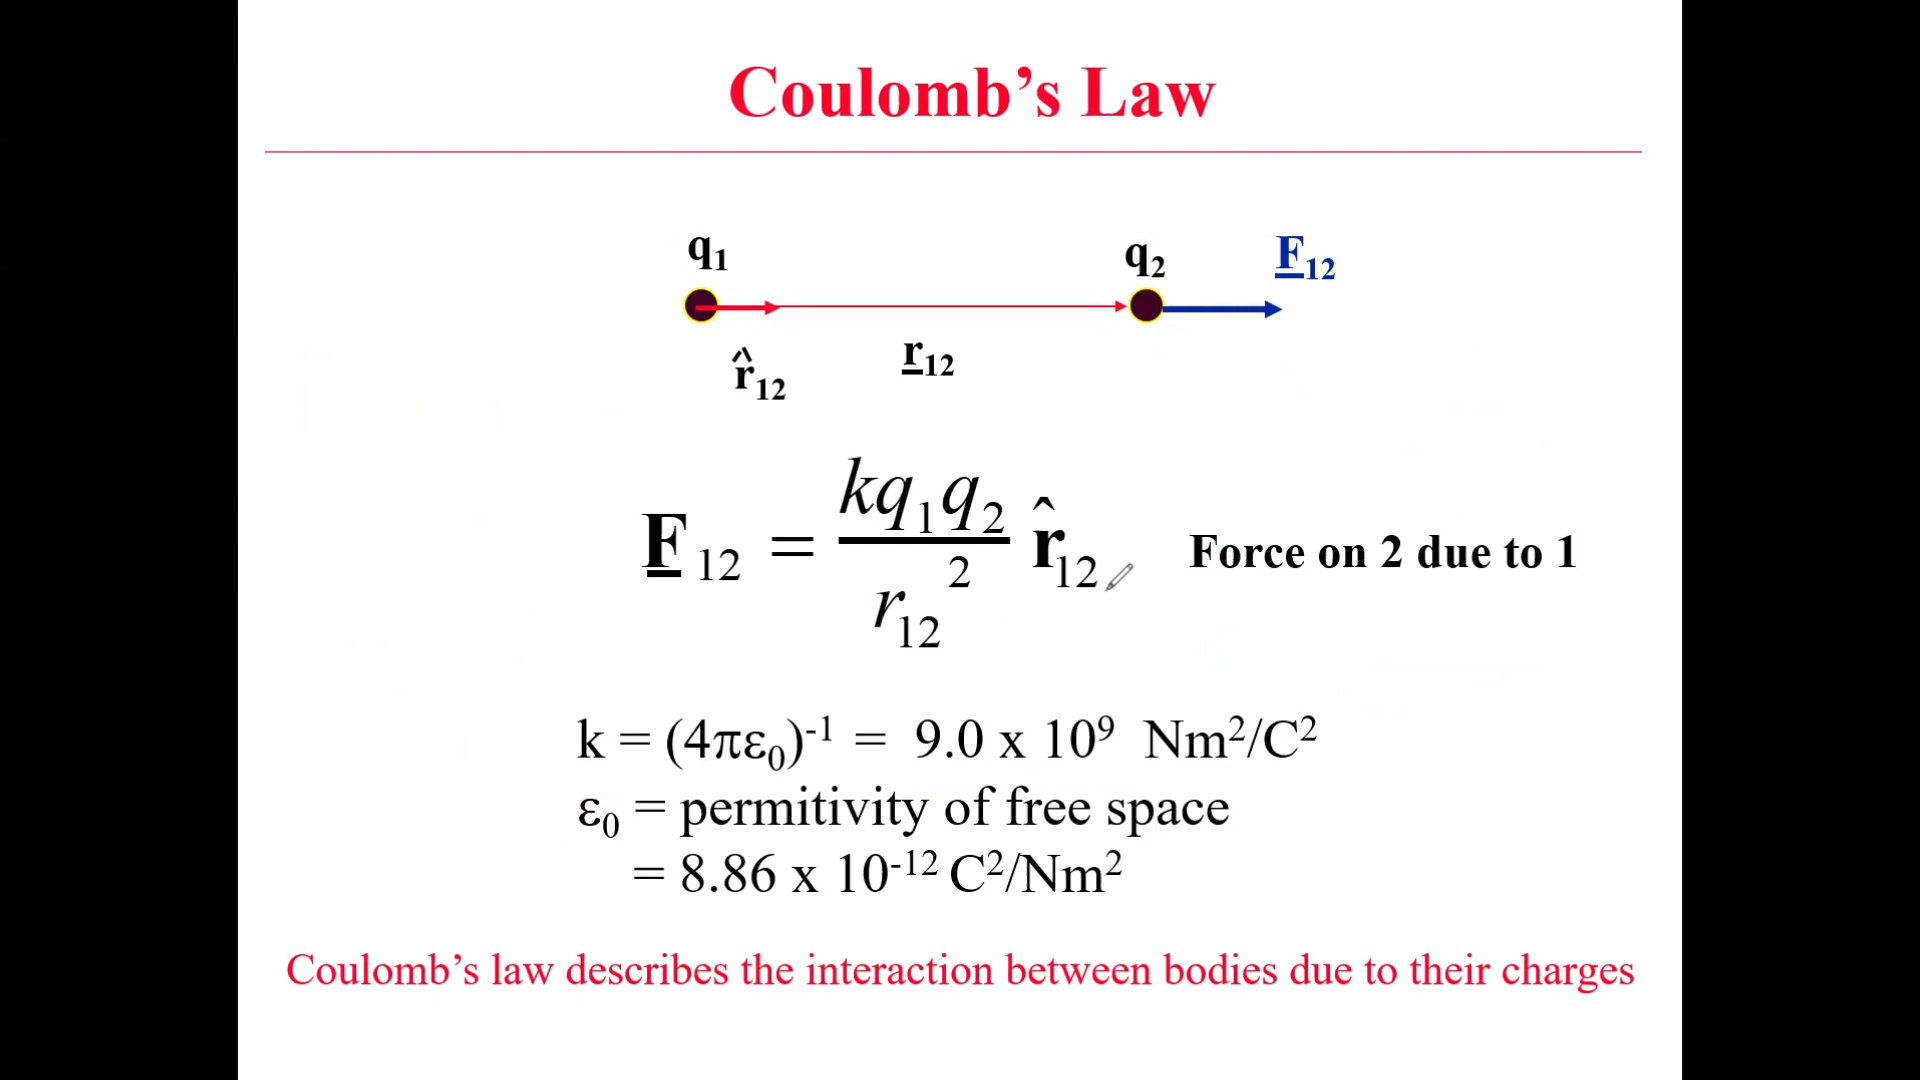 Coulomb’s Law
q₁ q₂ F₁₂
r̂₁₂ r₁₂
F₁₂ = kq₁q₂ / r₁₂² r̂₁₂ Force on 2 due to 1
k = (4πε₀)⁻¹ = 9.0 x 10⁹ Nm²/C²
ε₀ = permitivity of free space
= 8.86 x 10⁻¹² C²/Nm²
Coulomb’s law describes the interaction between bodies due to their charges